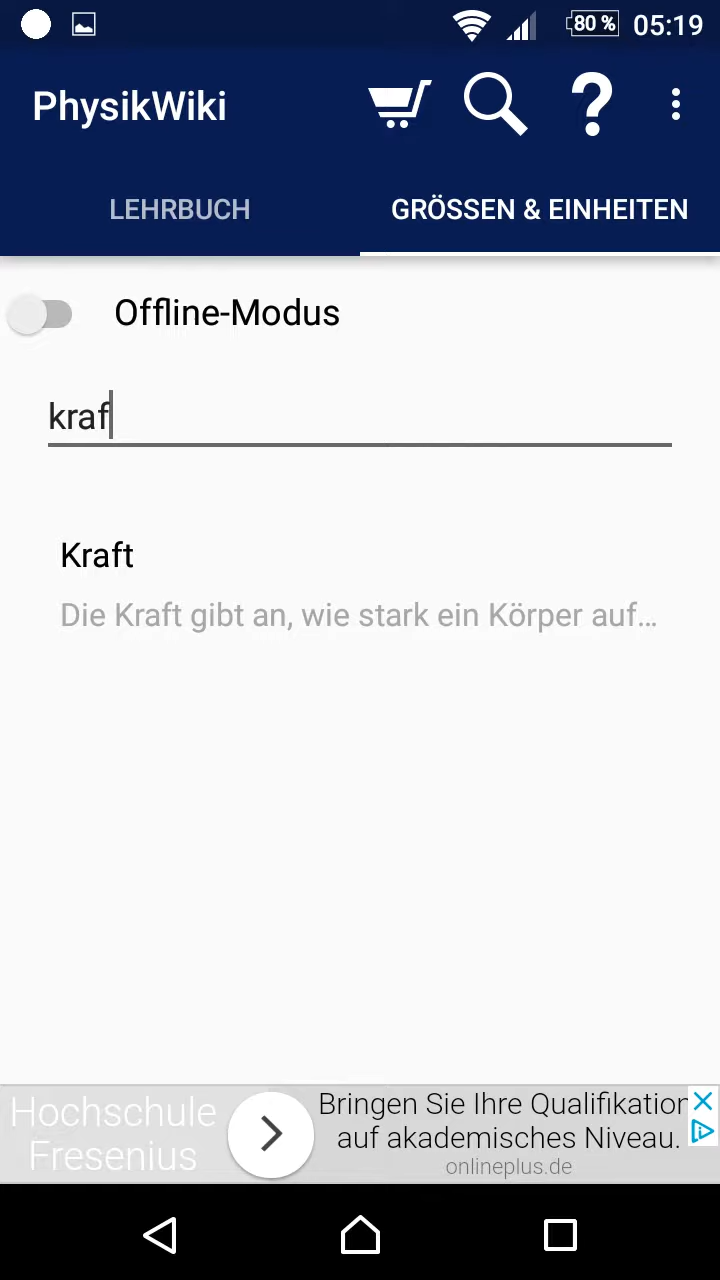 80 % 05:19
PhysikWiki
LEHRBUCH GRÖSSEN & EINHEITEN
Offline-Modus
kraf
Kraft
Die Kraft gibt an, wie stark ein Körper auf...
Hochschule
Fresenius
Bringen Sie Ihre Qualifikation
auf akademisches Niveau.
onlineplus.de